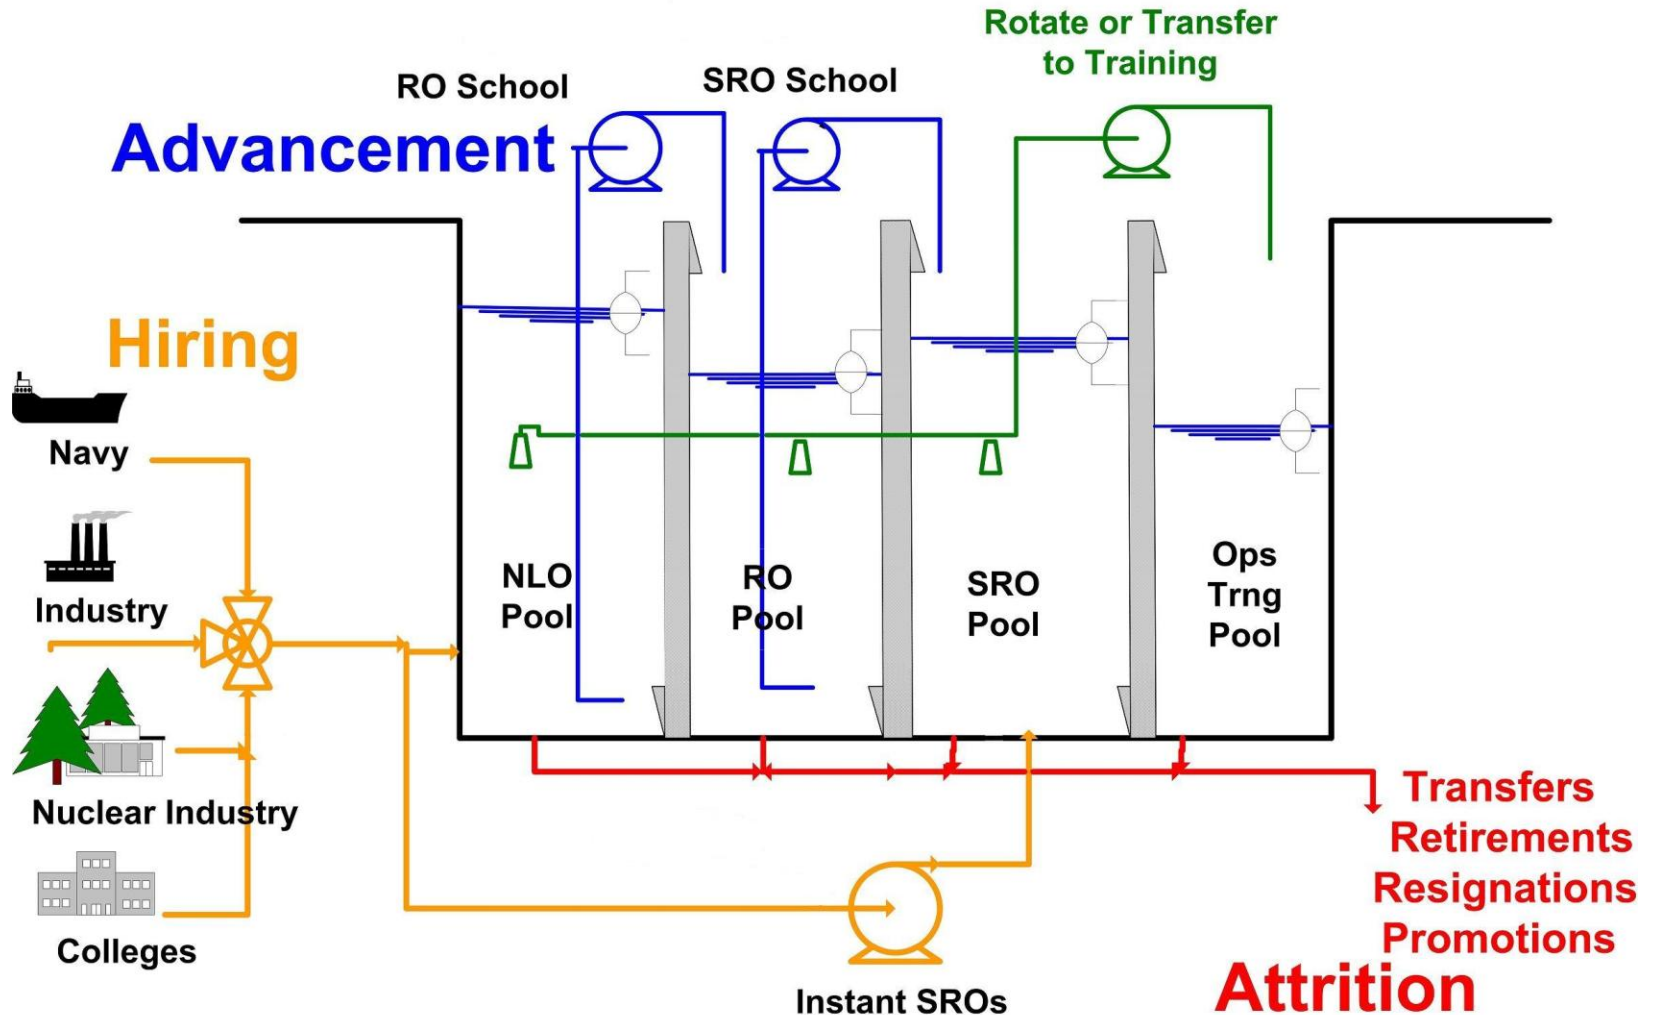 Rotate or Transfer
to Training
RO School
SRO School
Advancement
Hiring
Navy
Industry
Nuclear Industry
Colleges
NLO
Pool
RO
Pool
SRO
Pool
Ops
Trng
Pool
Instant SROs
Transfers
Retirements
Resignations
Promotions
Attrition